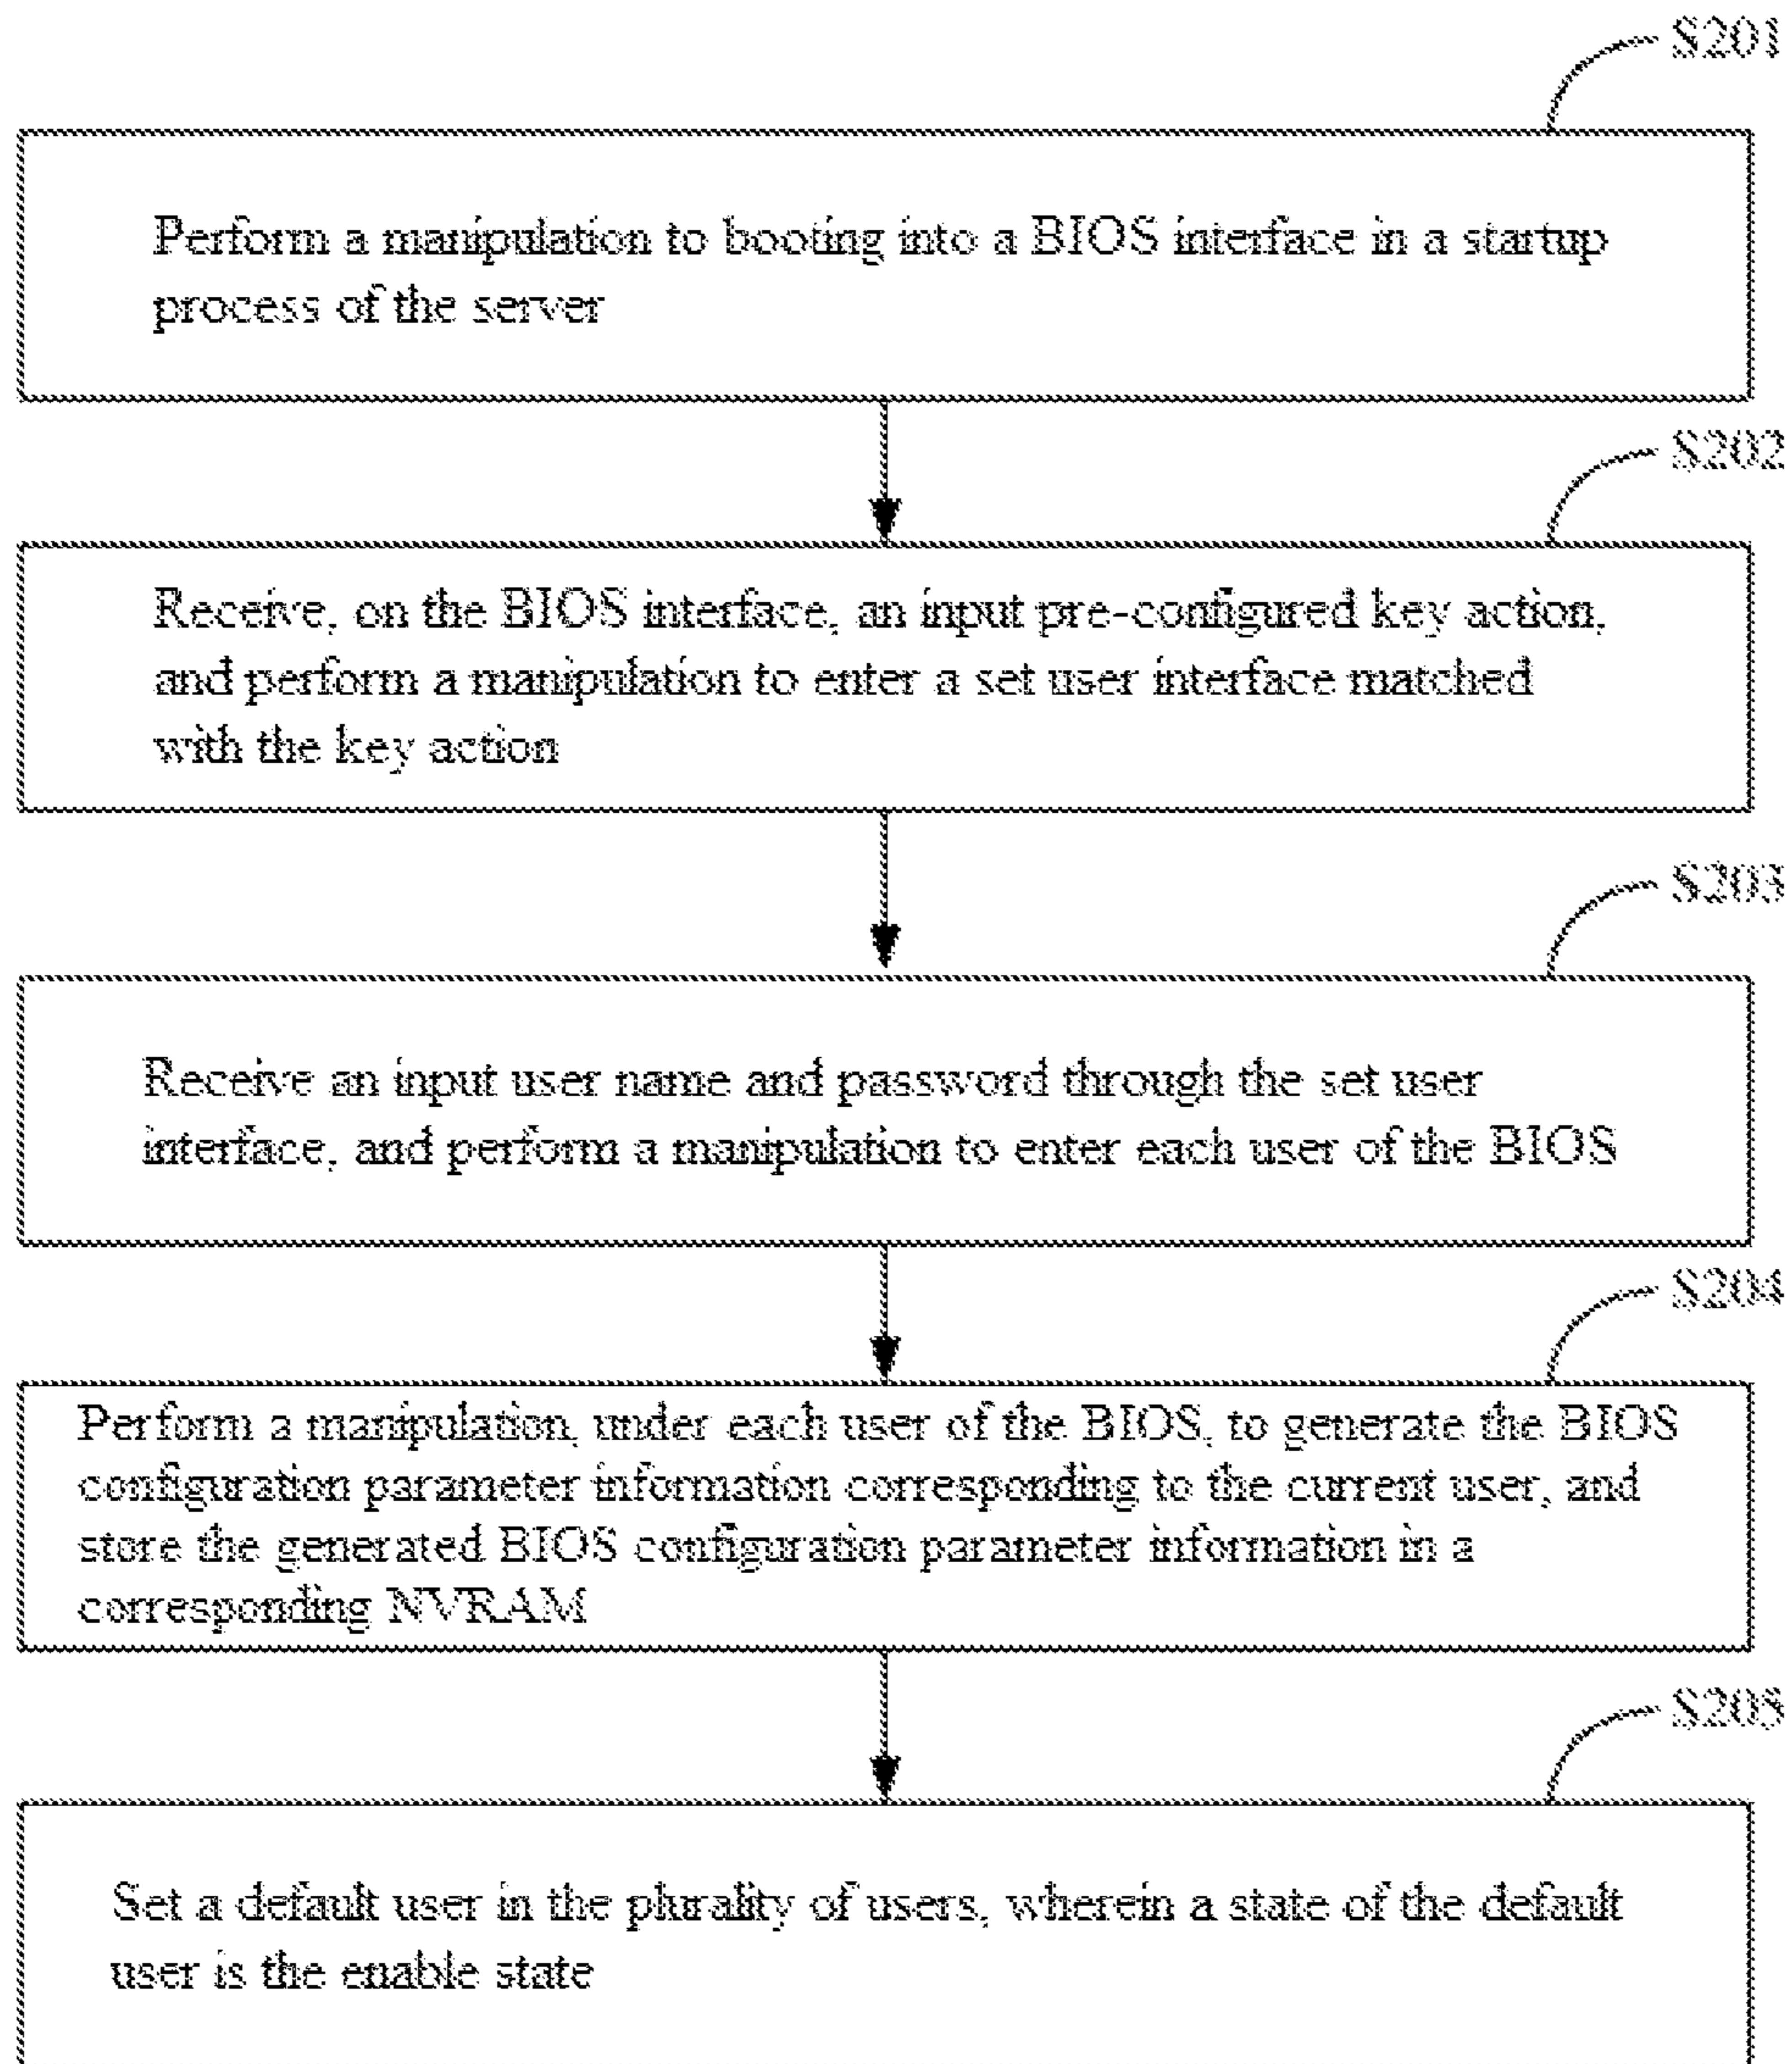 S201
Perform a manipulation to booting into a BIOS interface in a startup
process of the server
S202
Receive, on the BIOS interface, an input pre-configured key action,
and perform a manipulation to enter a set user interface matched
with the key action
S203
Receive an input user name and password through the set user
interface, and perform a manipulation to enter each user of the BIOS
S204
Perform a manipulation, under each user of the BIOS, to generate the BIOS
configuration parameter information corresponding to the current user, and
store the generated BIOS configuration parameter information in a
corresponding NVRAM
S205
Set a default user in the plurality of users, wherein a state of the default
user is the enable state